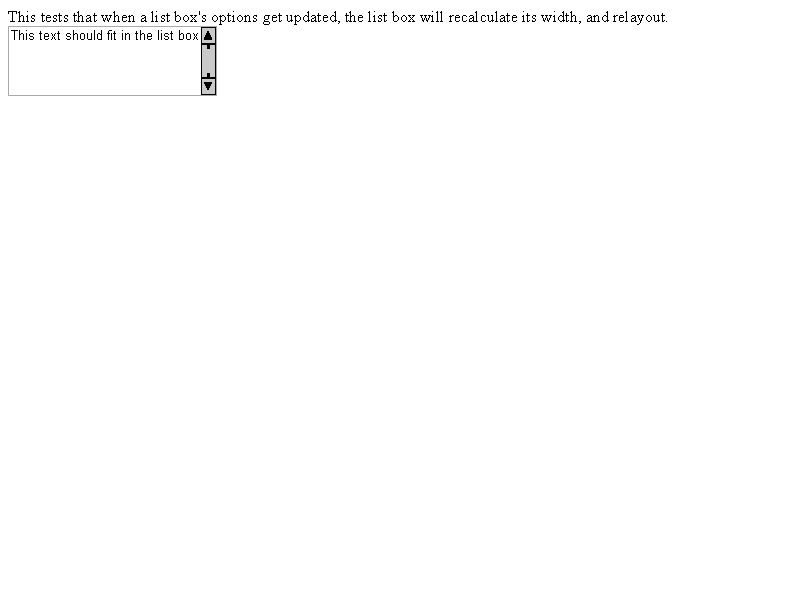 This tests that when a list box's options get updated, the list box will recalculate its width, and relayout.
This text should fit in the list box